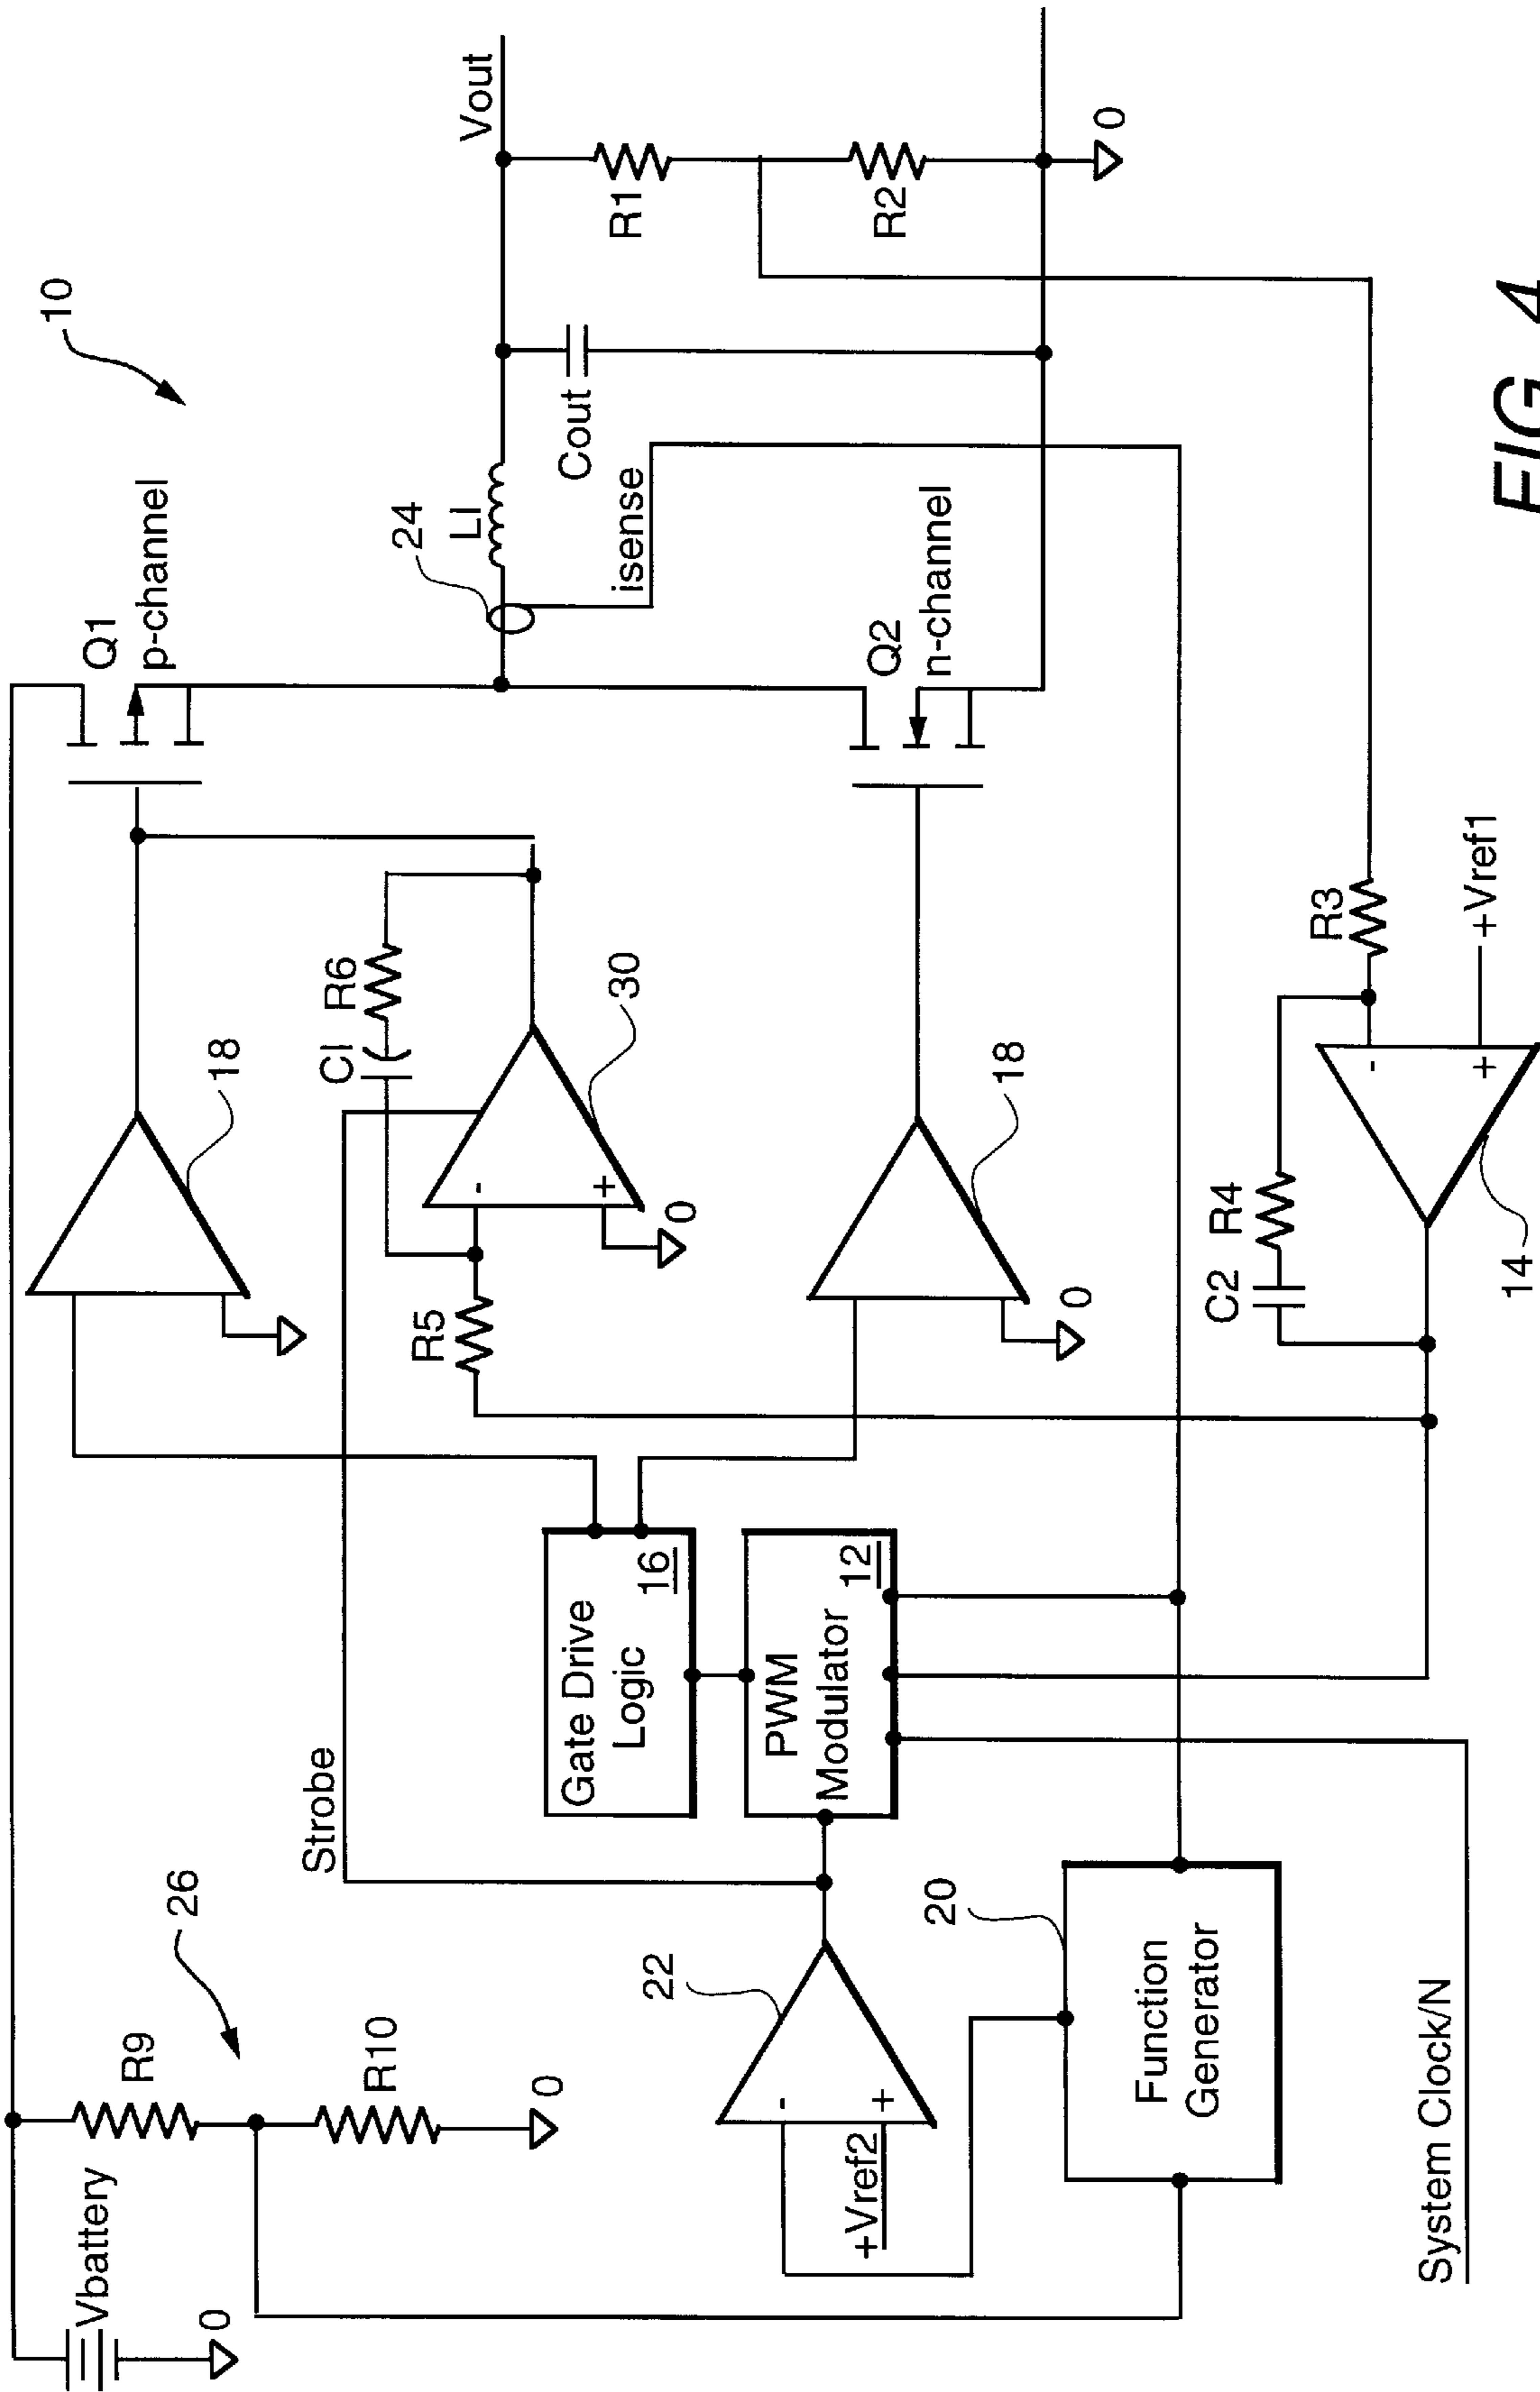 10
Vbattery
0
R9
R10
0
26
Strobe
Gate Drive
Logic
16
PWM
Modulator
12
22
+Vref2
-
+
20
Function
Generator
System Clock/N
18
R5
CI
R6
-
+
0
30
18
0
Q1
p-channel
24
LI
isense
Q2
n-channel
Cout
Vout
R1
R2
0
C2
R4
R3
-
+
+Vref1
14
FIG. 4